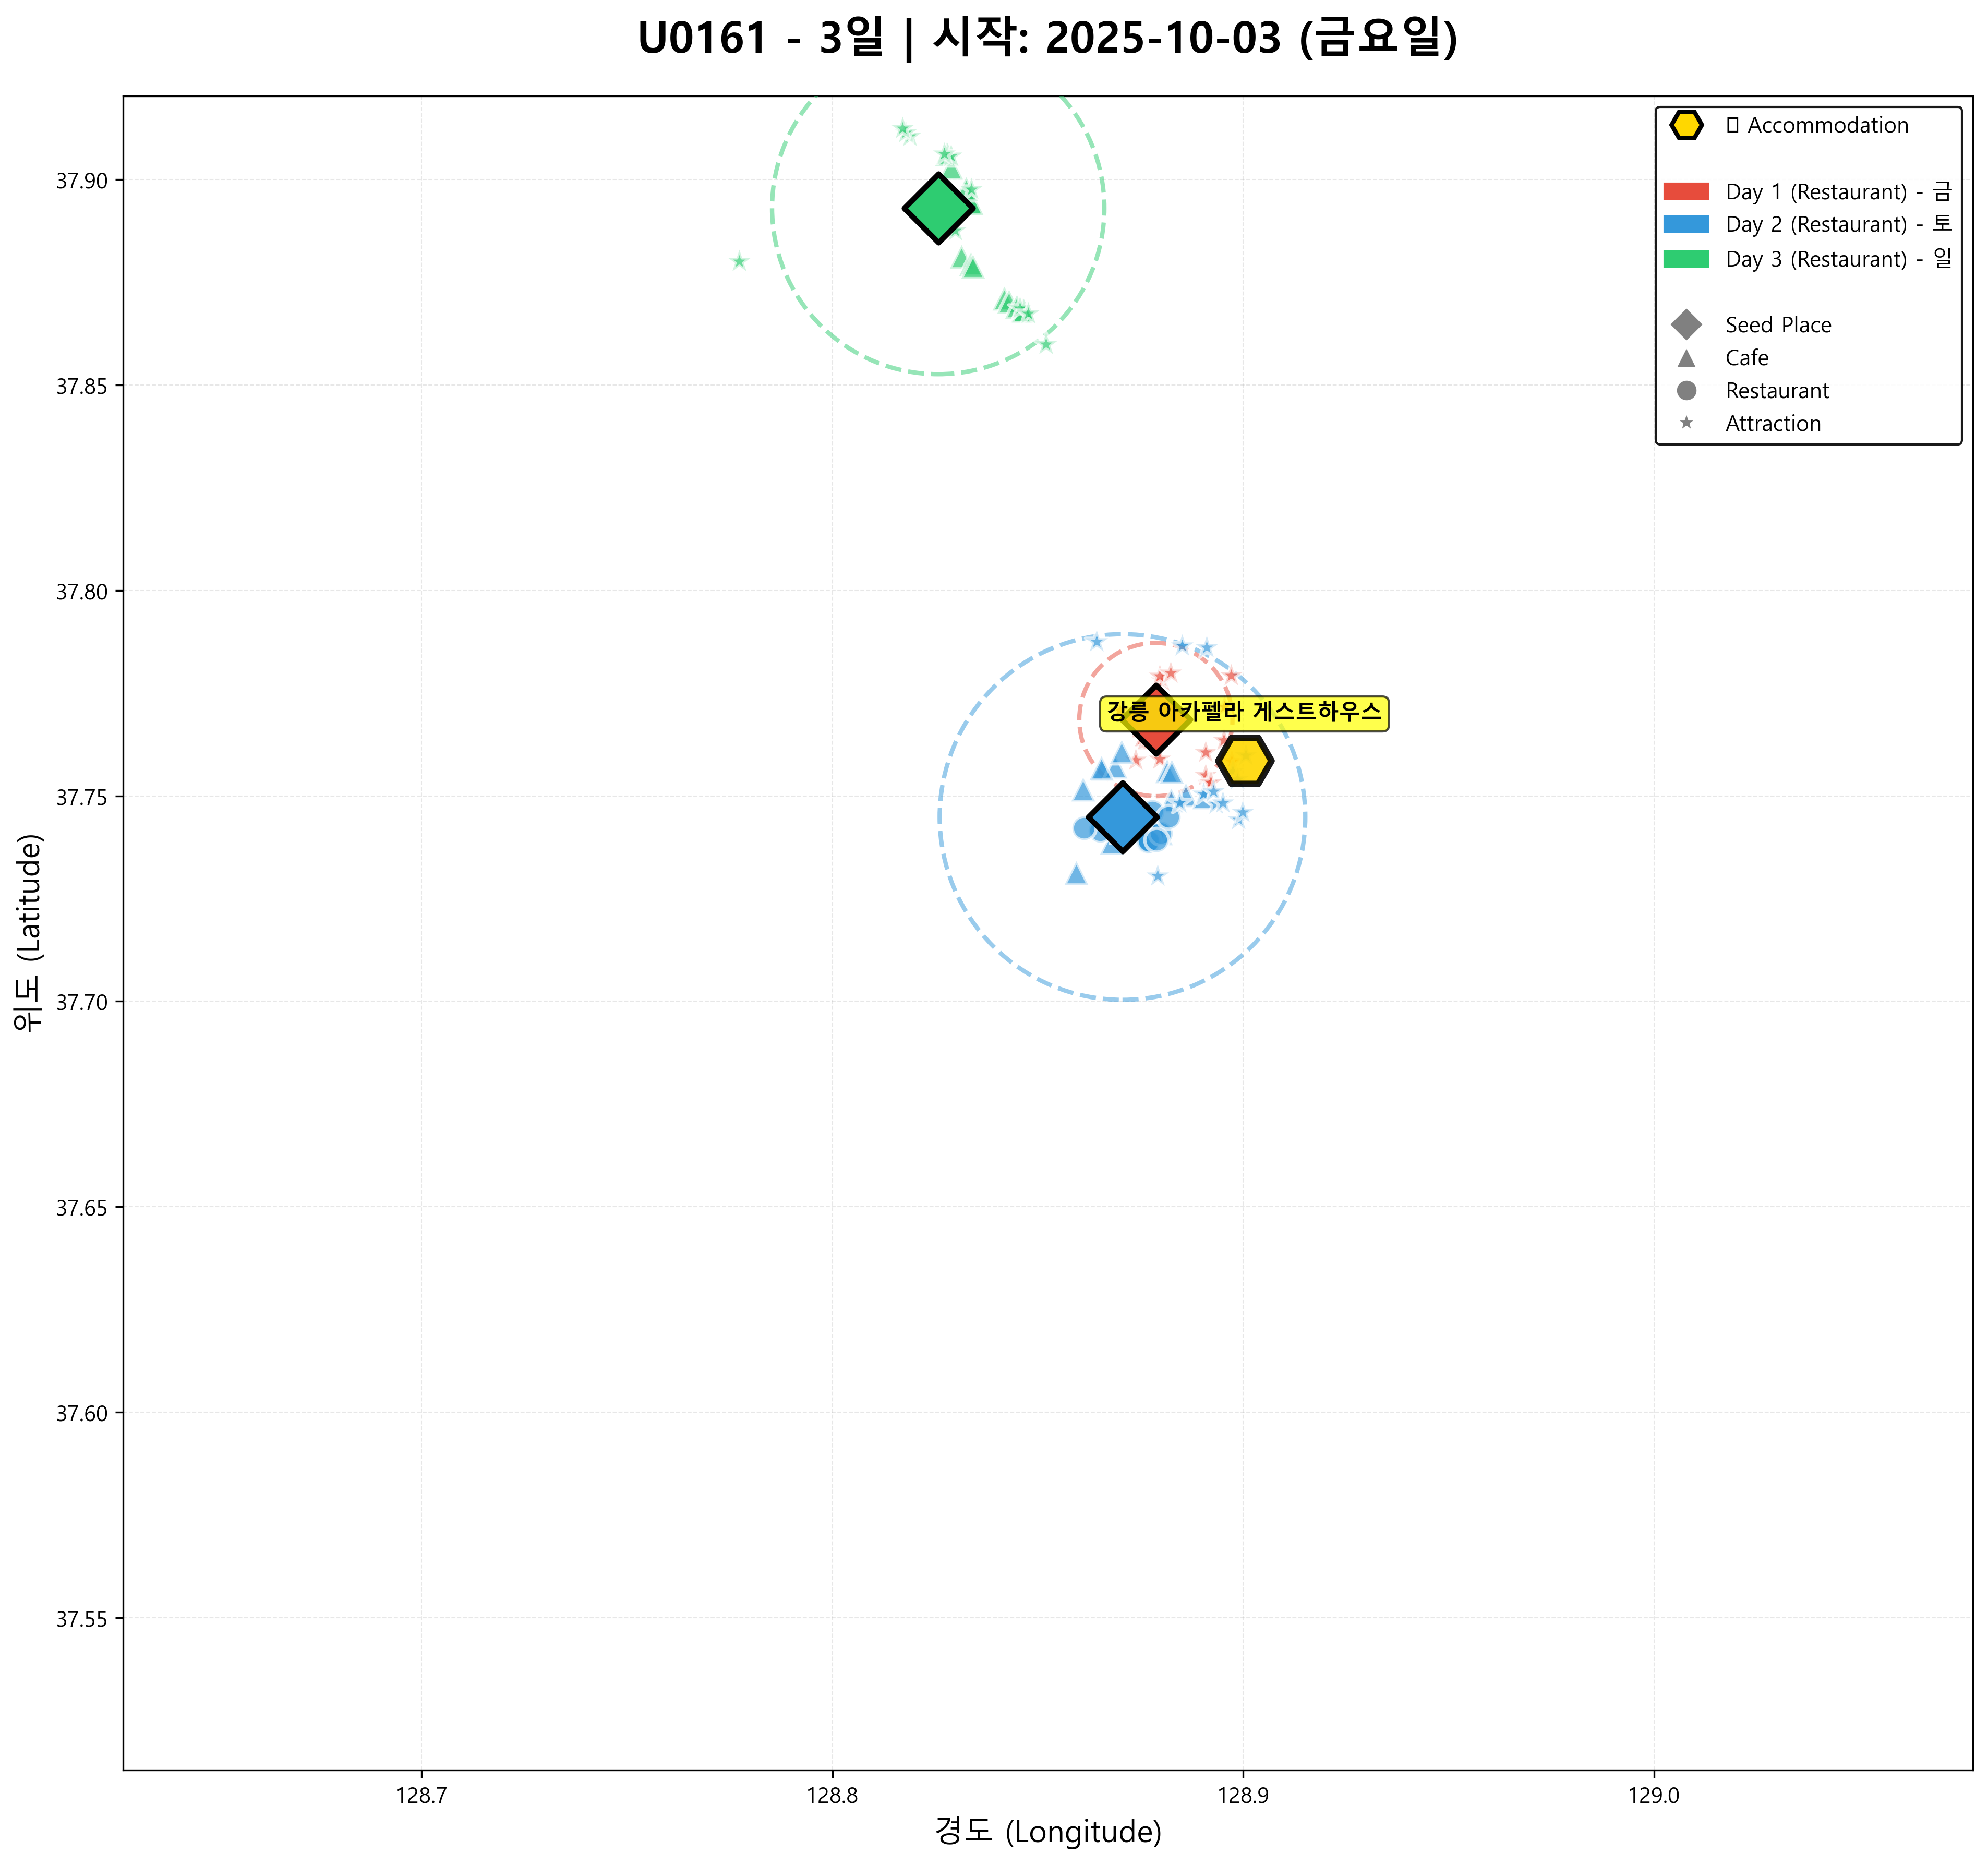 U0161 - 3일 | 시작: 2025-10-03 (금요일)
▯ Accommodation
Day 1 (Restaurant) - 금
Day 2 (Restaurant) - 토
Day 3 (Restaurant) - 일
Seed Place
Cafe
Restaurant
Attraction
37.90
37.85
37.80
37.75
37.70
37.65
37.60
37.55
위도 (Latitude)
강릉 아카펠라 게스트하우스
128.7
128.8
128.9
129.0
경도 (Longitude)